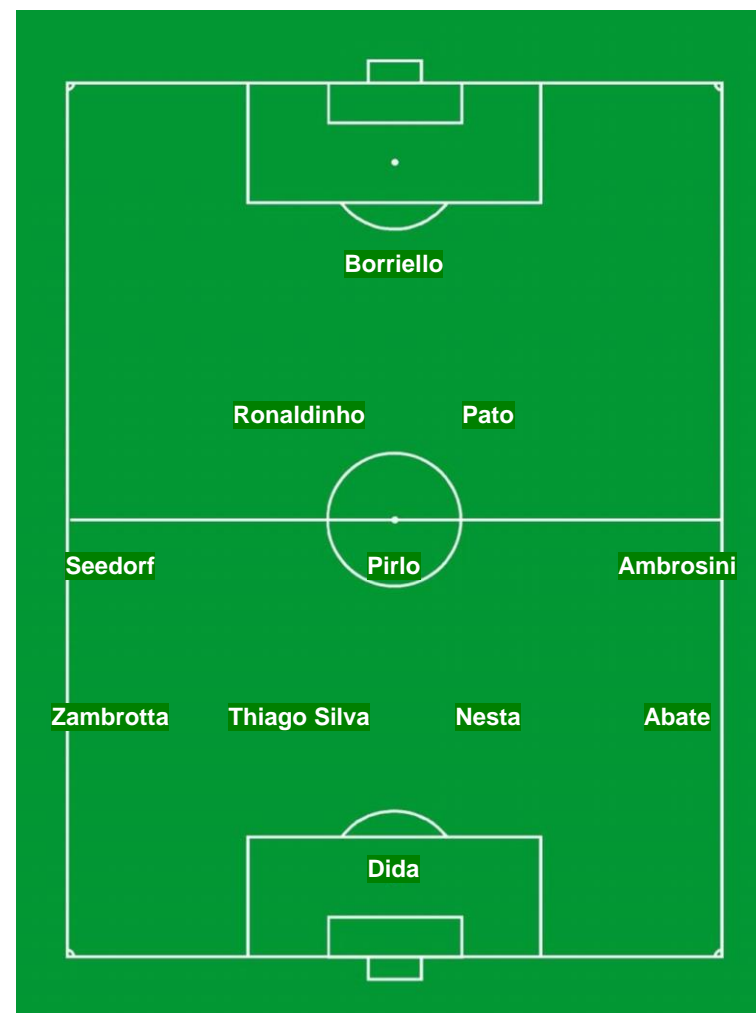 Borriello
Ronaldinho Pato
Seedorf Pirlo Ambrosini
Zambrotta Thiago Silva Nesta Abate
Dida